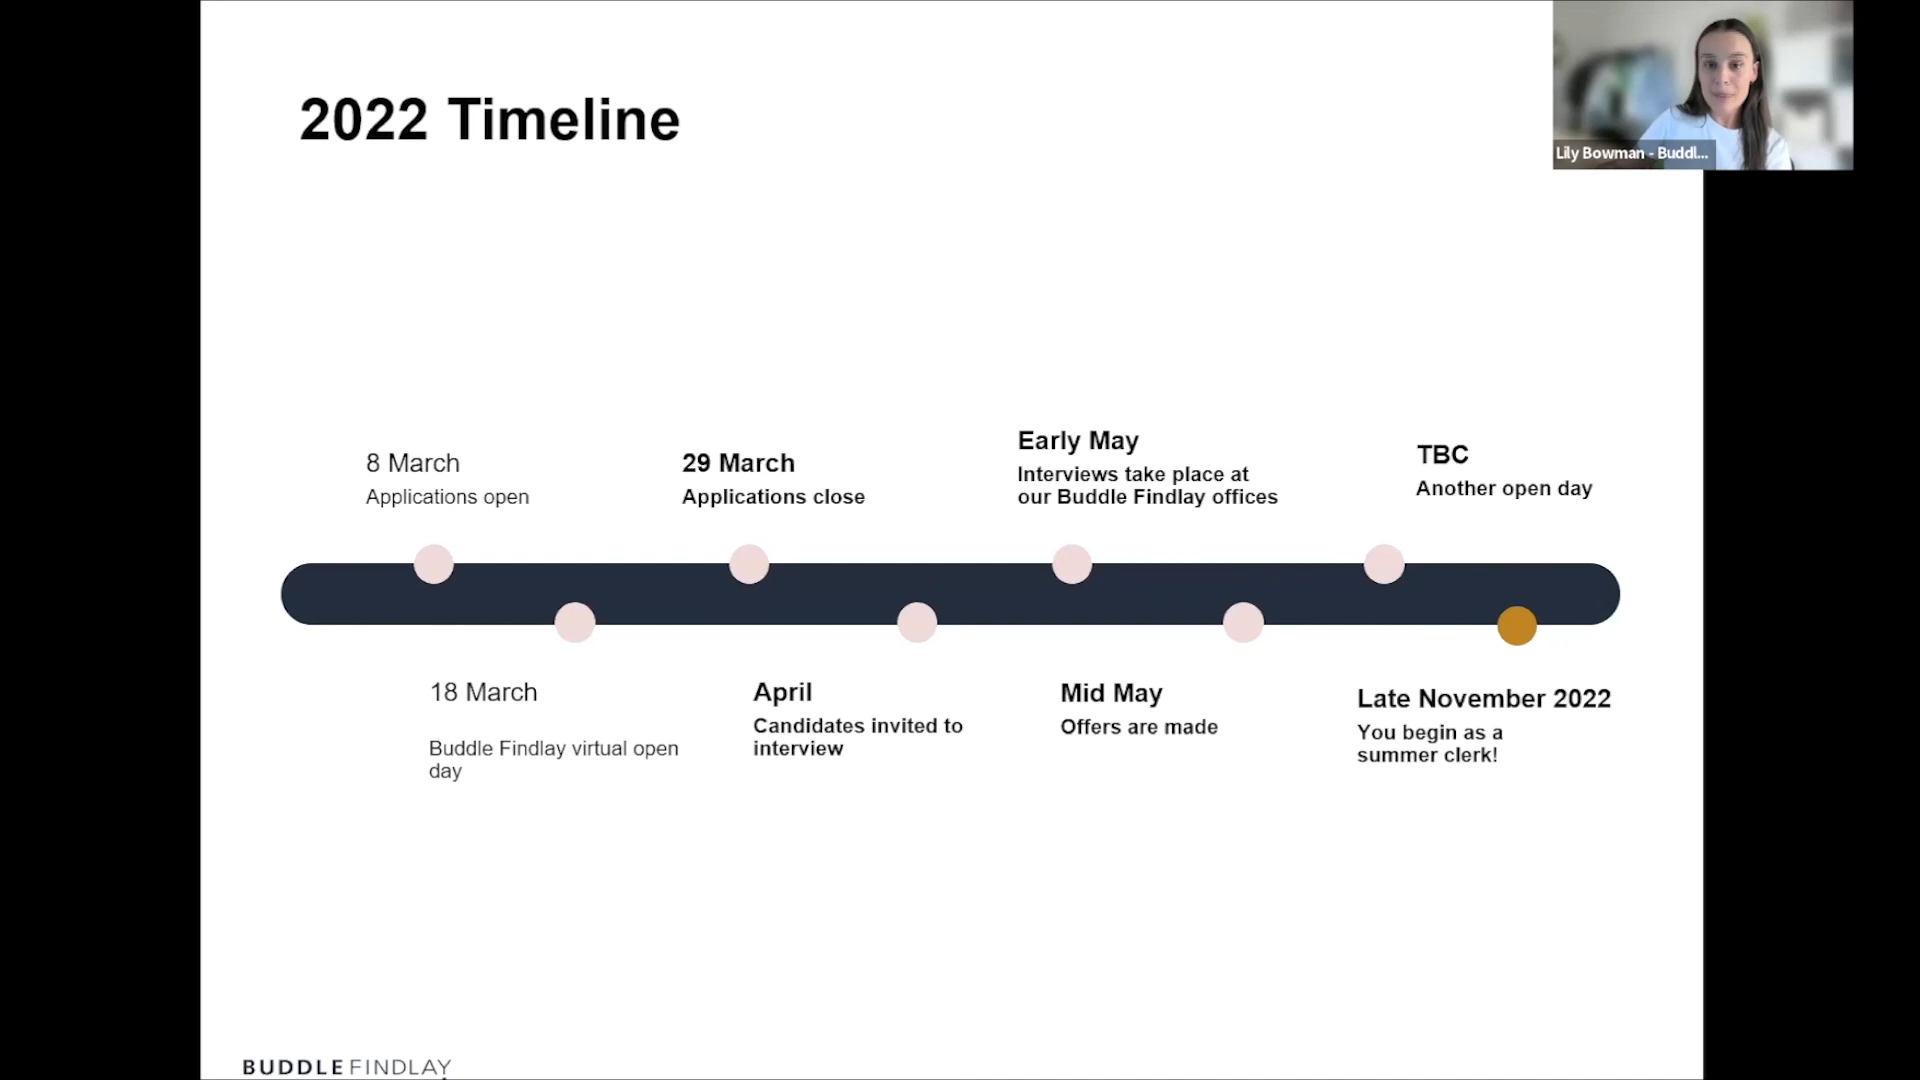 2022 Timeline
Lily Bowman - Buddl...
8 March
Applications open
29 March
Applications close
Early May
Interviews take place at
our Buddle Findlay offices
TBC
Another open day
18 March
Buddle Findlay virtual open
day
April
Candidates invited to
interview
Mid May
Offers are made
Late November 2022
You begin as a
summer clerk!
BUDDLE FINDLAY